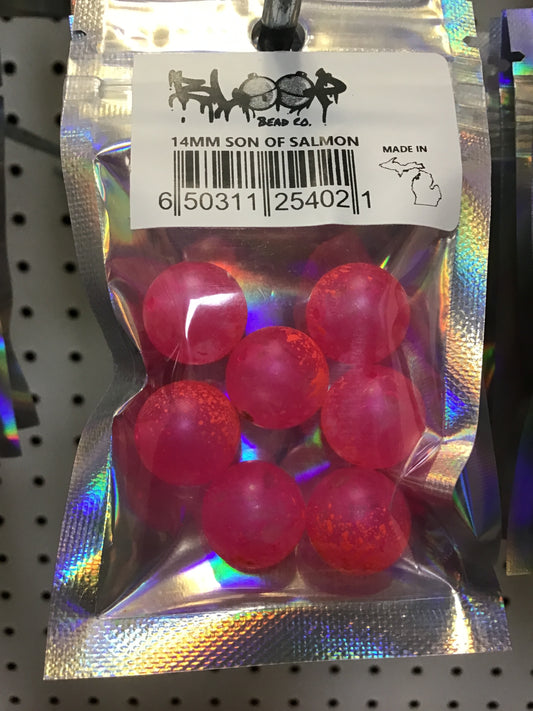 BLOOP
BEAD CO.
14MM SON OF SALMON
MADE IN
6 50311 25402 1